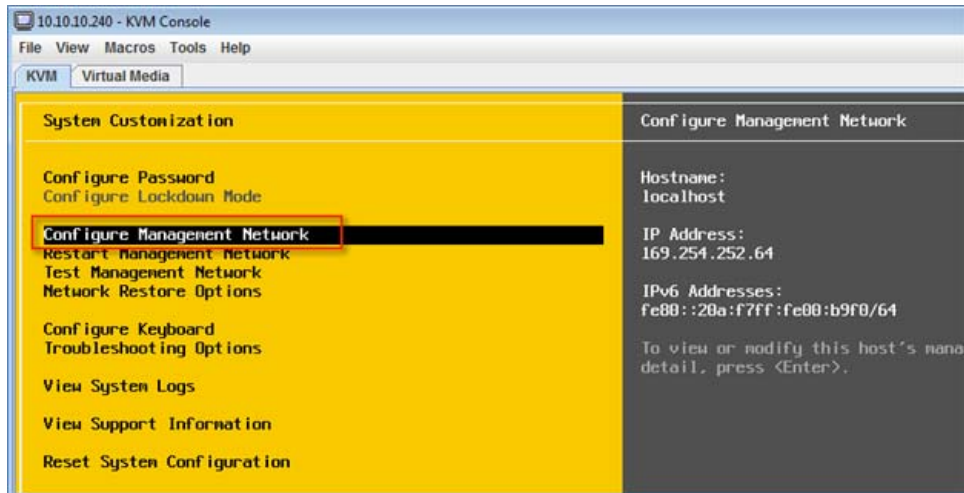 10.10.10.240 - KVM Console
File View Macros Tools Help
KVM Virtual Media
System Customization
Configure Password
Configure Lockdown Mode
Configure Management Network
Restart Management Network
Test Management Network
Network Restore Options
Configure Keyboard
Troubleshooting Options
View System Logs
View Support Information
Reset System Configuration
Configure Management Network
Hostname:
localhost
IP Address:
169.254.252.64
IPv6 Addresses:
fe80::20a:f7ff:fe00:b9f0/64
To view or modify this host's mana
detail, press <Enter>.